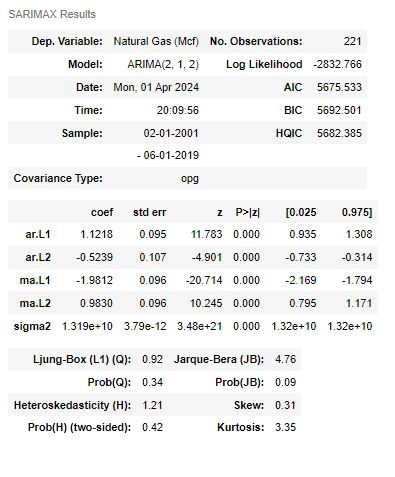 SARIMAX Results
Dep. Variable: Natural Gas (Mcf) No. Observations: 221
Model: ARIMA(2, 1, 2) Log Likelihood -2832.766
Date: Mon, 01 Apr 2024 AIC 5675.533
Time: 20:09:56 BIC 5692.501
Sample: 02-01-2001 HQIC 5682.385
- 06-01-2019
Covariance Type: opg
coef std err z P>|z| [0.025 0.975]
ar.L1 1.1218 0.095 11.783 0.000 0.935 1.308
ar.L2 -0.5239 0.107 -4.901 0.000 -0.733 -0.314
ma.L1 -1.9812 0.096 -20.714 0.000 -2.169 -1.794
ma.L2 0.9830 0.096 10.245 0.000 0.795 1.171
sigma2 1.319e+10 3.79e-12 3.48e+21 0.000 1.32e+10 1.32e+10
Ljung-Box (L1) (Q): 0.92 Jarque-Bera (JB): 4.76
Prob(Q): 0.34 Prob(JB): 0.09
Heteroskedasticity (H): 1.21 Skew: 0.31
Prob(H) (two-sided): 0.42 Kurtosis: 3.35